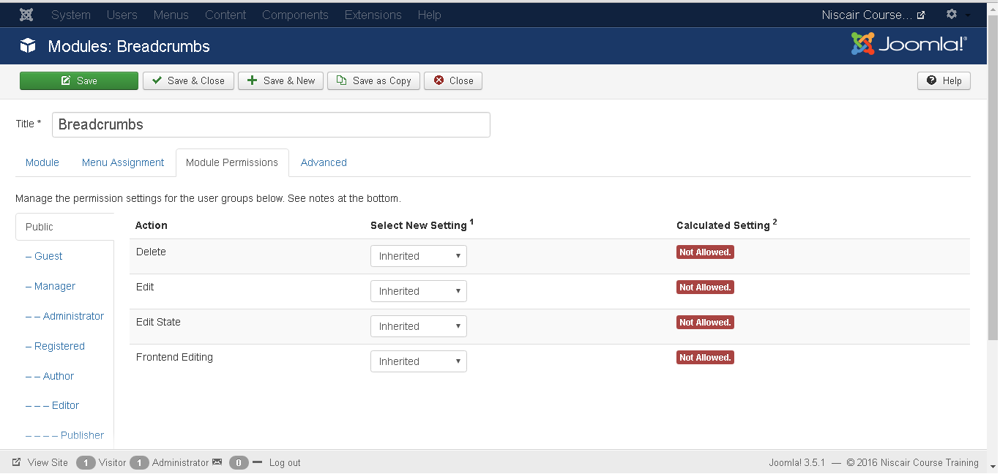 System Users Menus Content Components Extensions Help Niscair Course...
Modules: Breadcrumbs Joomla!®
Save Save & Close Save & New Save as Copy Close Help
Title * Breadcrumbs
Module Menu Assignment Module Permissions Advanced
Manage the permission settings for the user groups below. See notes at the bottom.
Public Action Select New Setting 1 Calculated Setting 2
Delete Inherited Not Allowed.
– Guest
– Manager Edit Inherited Not Allowed.
– – Administrator Edit State Inherited Not Allowed.
– Registered
Frontend Editing Inherited Not Allowed.
– – Author
– – – Editor
– – – – Publisher
View Site 1 Visitor 1 Administrator 0 Log out Joomla! 3.5.1 — © 2016 Niscair Course Training